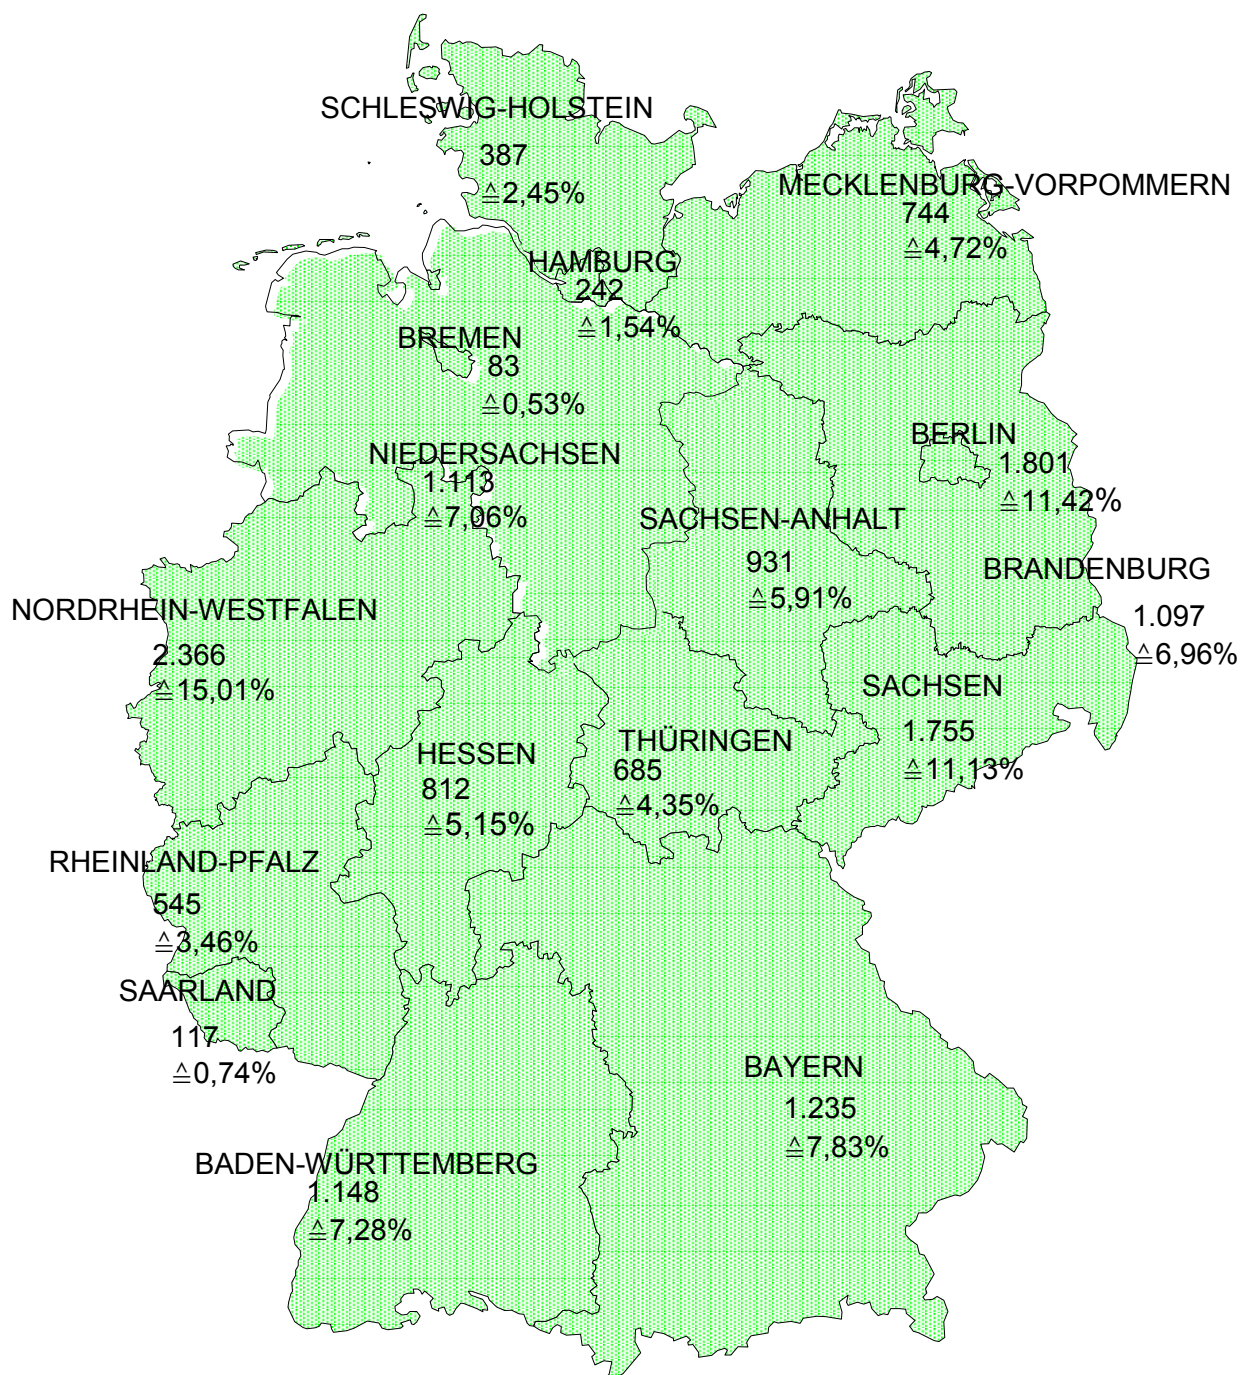 SCHLESWIG-HOLSTEIN
387
≙2,45%
MECKLENBURG-VORPOMMERN
744
≙4,72%
HAMBURG
242
≙1,54%
BREMEN
83
≙0,53%
NIEDERSACHSEN
1.113
≙7,06%
BERLIN
1.801
≙11,42%
SACHSEN-ANHALT
931
≙5,91%
BRANDENBURG
1.097
≙6,96%
NORDRHEIN-WESTFALEN
2.366
≙15,01%
SACHSEN
1.755
≙11,13%
HESSEN
812
≙5,15%
THÜRINGEN
685
≙4,35%
RHEINLAND-PFALZ
545
≙3,46%
SAARLAND
117
≙0,74%
BAYERN
1.235
≙7,83%
BADEN-WÜRTTEMBERG
1.148
≙7,28%